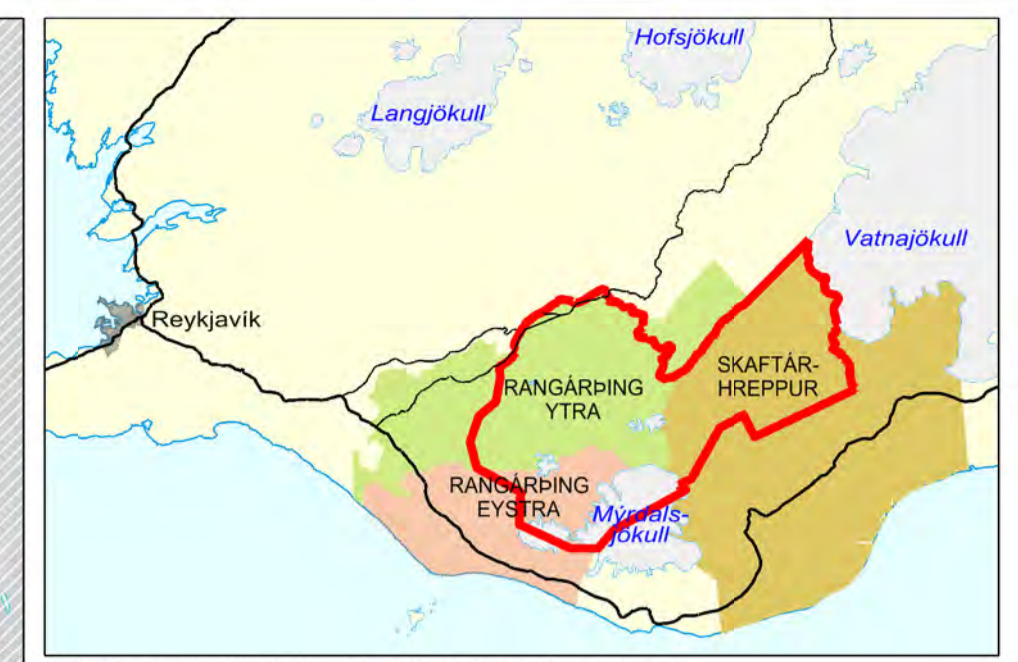 Hofsjökull
Langjökull
Vatnajökull
Reykjavík
SKAFTÁR-
HREPPUR
RANGÁRÞING
YTRA
RANGÁRÞING
EYSTRA
Mýrdals-
jökull